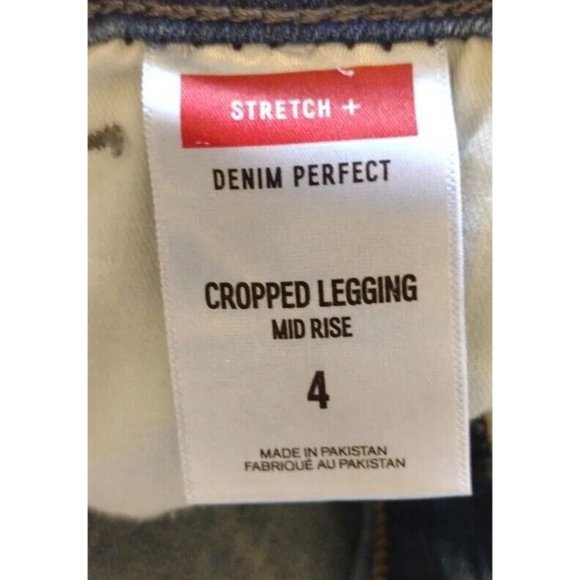 STRETCH +
DENIM PERFECT
CROPPED LEGGING
MID RISE
4
MADE IN PAKISTAN
FABRIQUÉ AU PAKISTAN